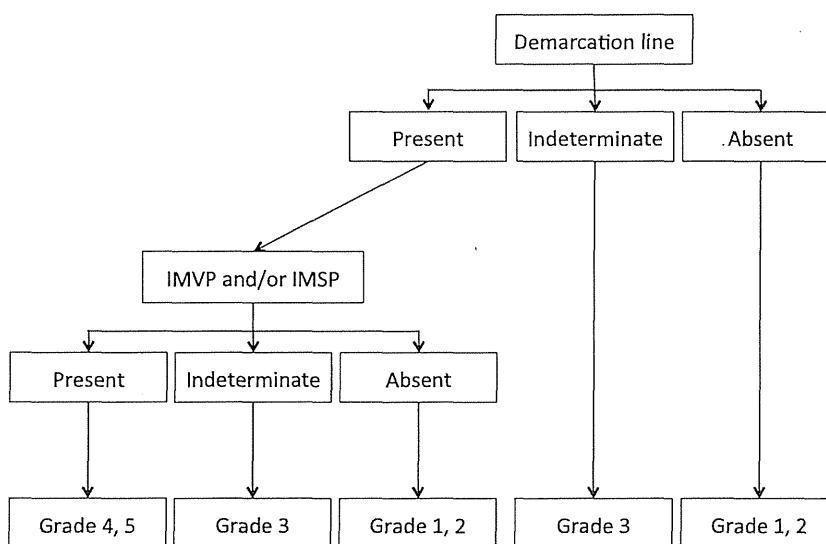 Demarcation line
Present
Indeterminate
Absent
IMVP and/or IMSP
Present
Indeterminate
Absent
Grade 4, 5
Grade 3
Grade 1, 2
Grade 3
Grade 1, 2